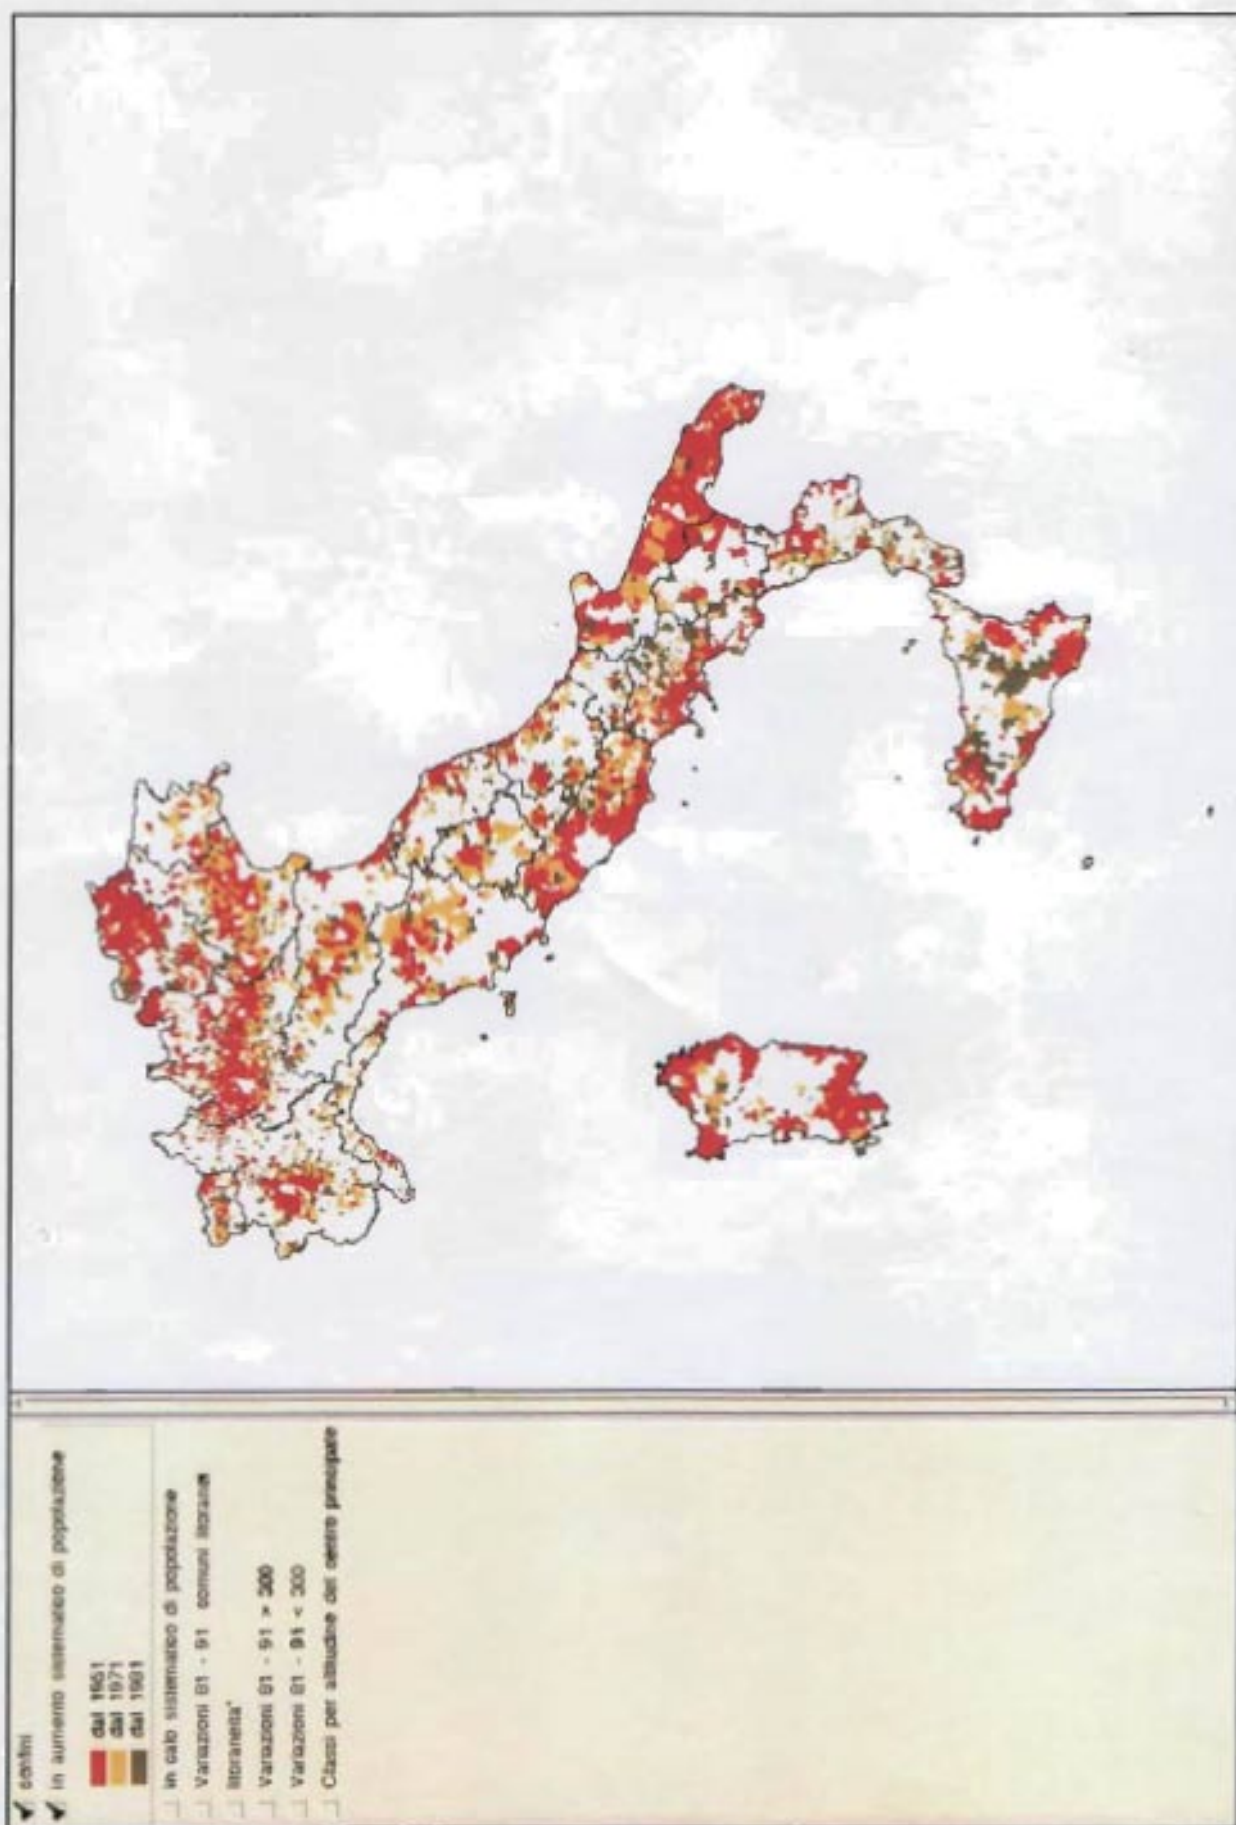 confini
in aumento sistematico di popolazione
dal 1951
dal 1971
dal 1981
in calo sistematico di popolazione
Variazioni 81 - 91 comuni litoranei
litoraneita'
Variazioni 81 - 91 > 300
Variazioni 81 - 91 < 300
Classi per altitudine del centro principale